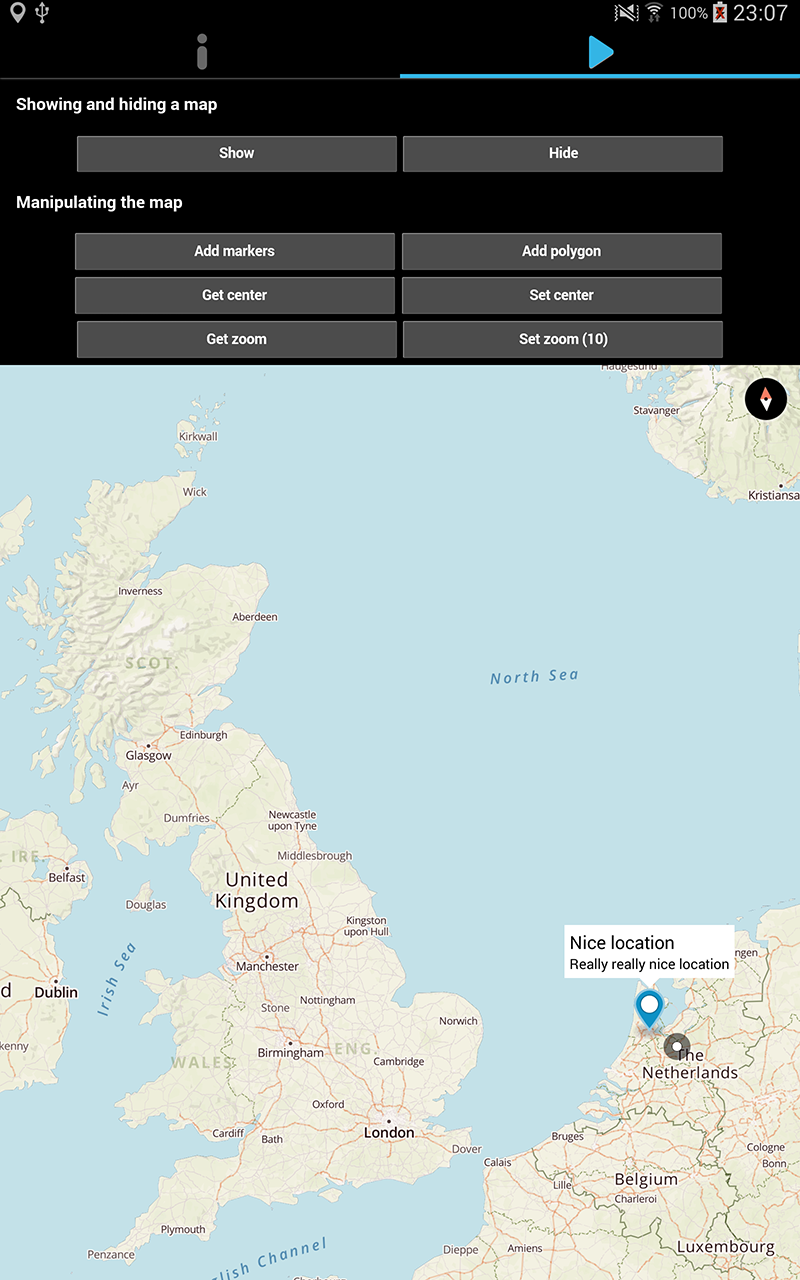 100% 23:07
Showing and hiding a map
Show Hide
Manipulating the map
Add markers Add polygon
Get center Set center
Get zoom Set zoom (10)
Haugesund
Stavanger
Kirkwall
Wick
Kristiansa
Inverness
Aberdeen
SCOT.
North Sea
Edinburgh
Glasgow
Ayr
Dumfries
Newcastle
upon Tyne
Middlesbrough
. IRE.
Belfast
United
Kingdom
Douglas
Kingston
upon Hull
Nice location
Really really nice location
ngen
Irish Sea
Manchester
d
Dublin
Stone
Nottingham
Norwich
kenny
Birmingham
ENG.
WALES
Cambridge
The
Netherlands
Oxford
London
Cardiff
Bath
Dover
Bruges
Calais
Cologne
Bonn
Lille
Belgium
Charleroi
Plymouth
Penzance
lish Channel
Dieppe
Amiens
Luxembourg